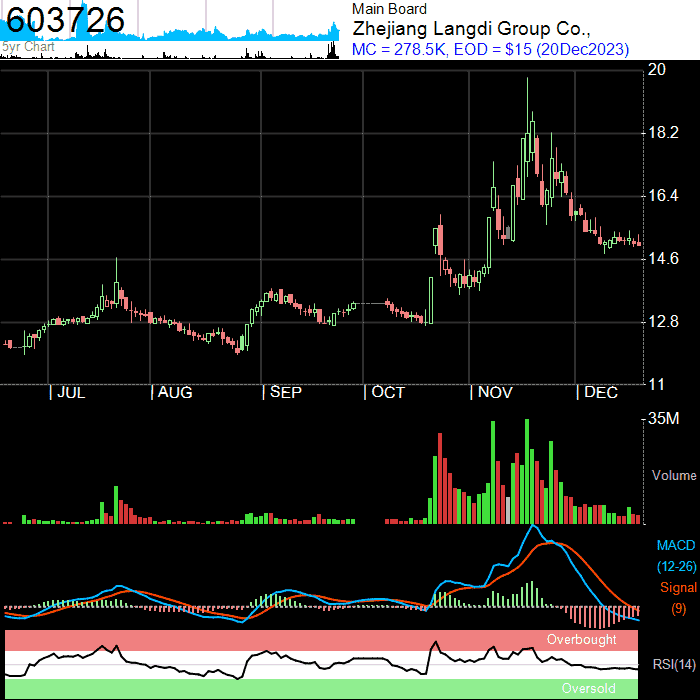 603726
5yr Chart
Main Board
Zhejiang Langdi Group Co.,
MC = 278.5K, EOD = $15 (20Dec2023)
20
18.2
16.4
14.6
12.8
11
JUL AUG SEP OCT NOV DEC
35M
Volume
MACD
(12-26)
Signal
(9)
Overbought
RSI(14)
Oversold